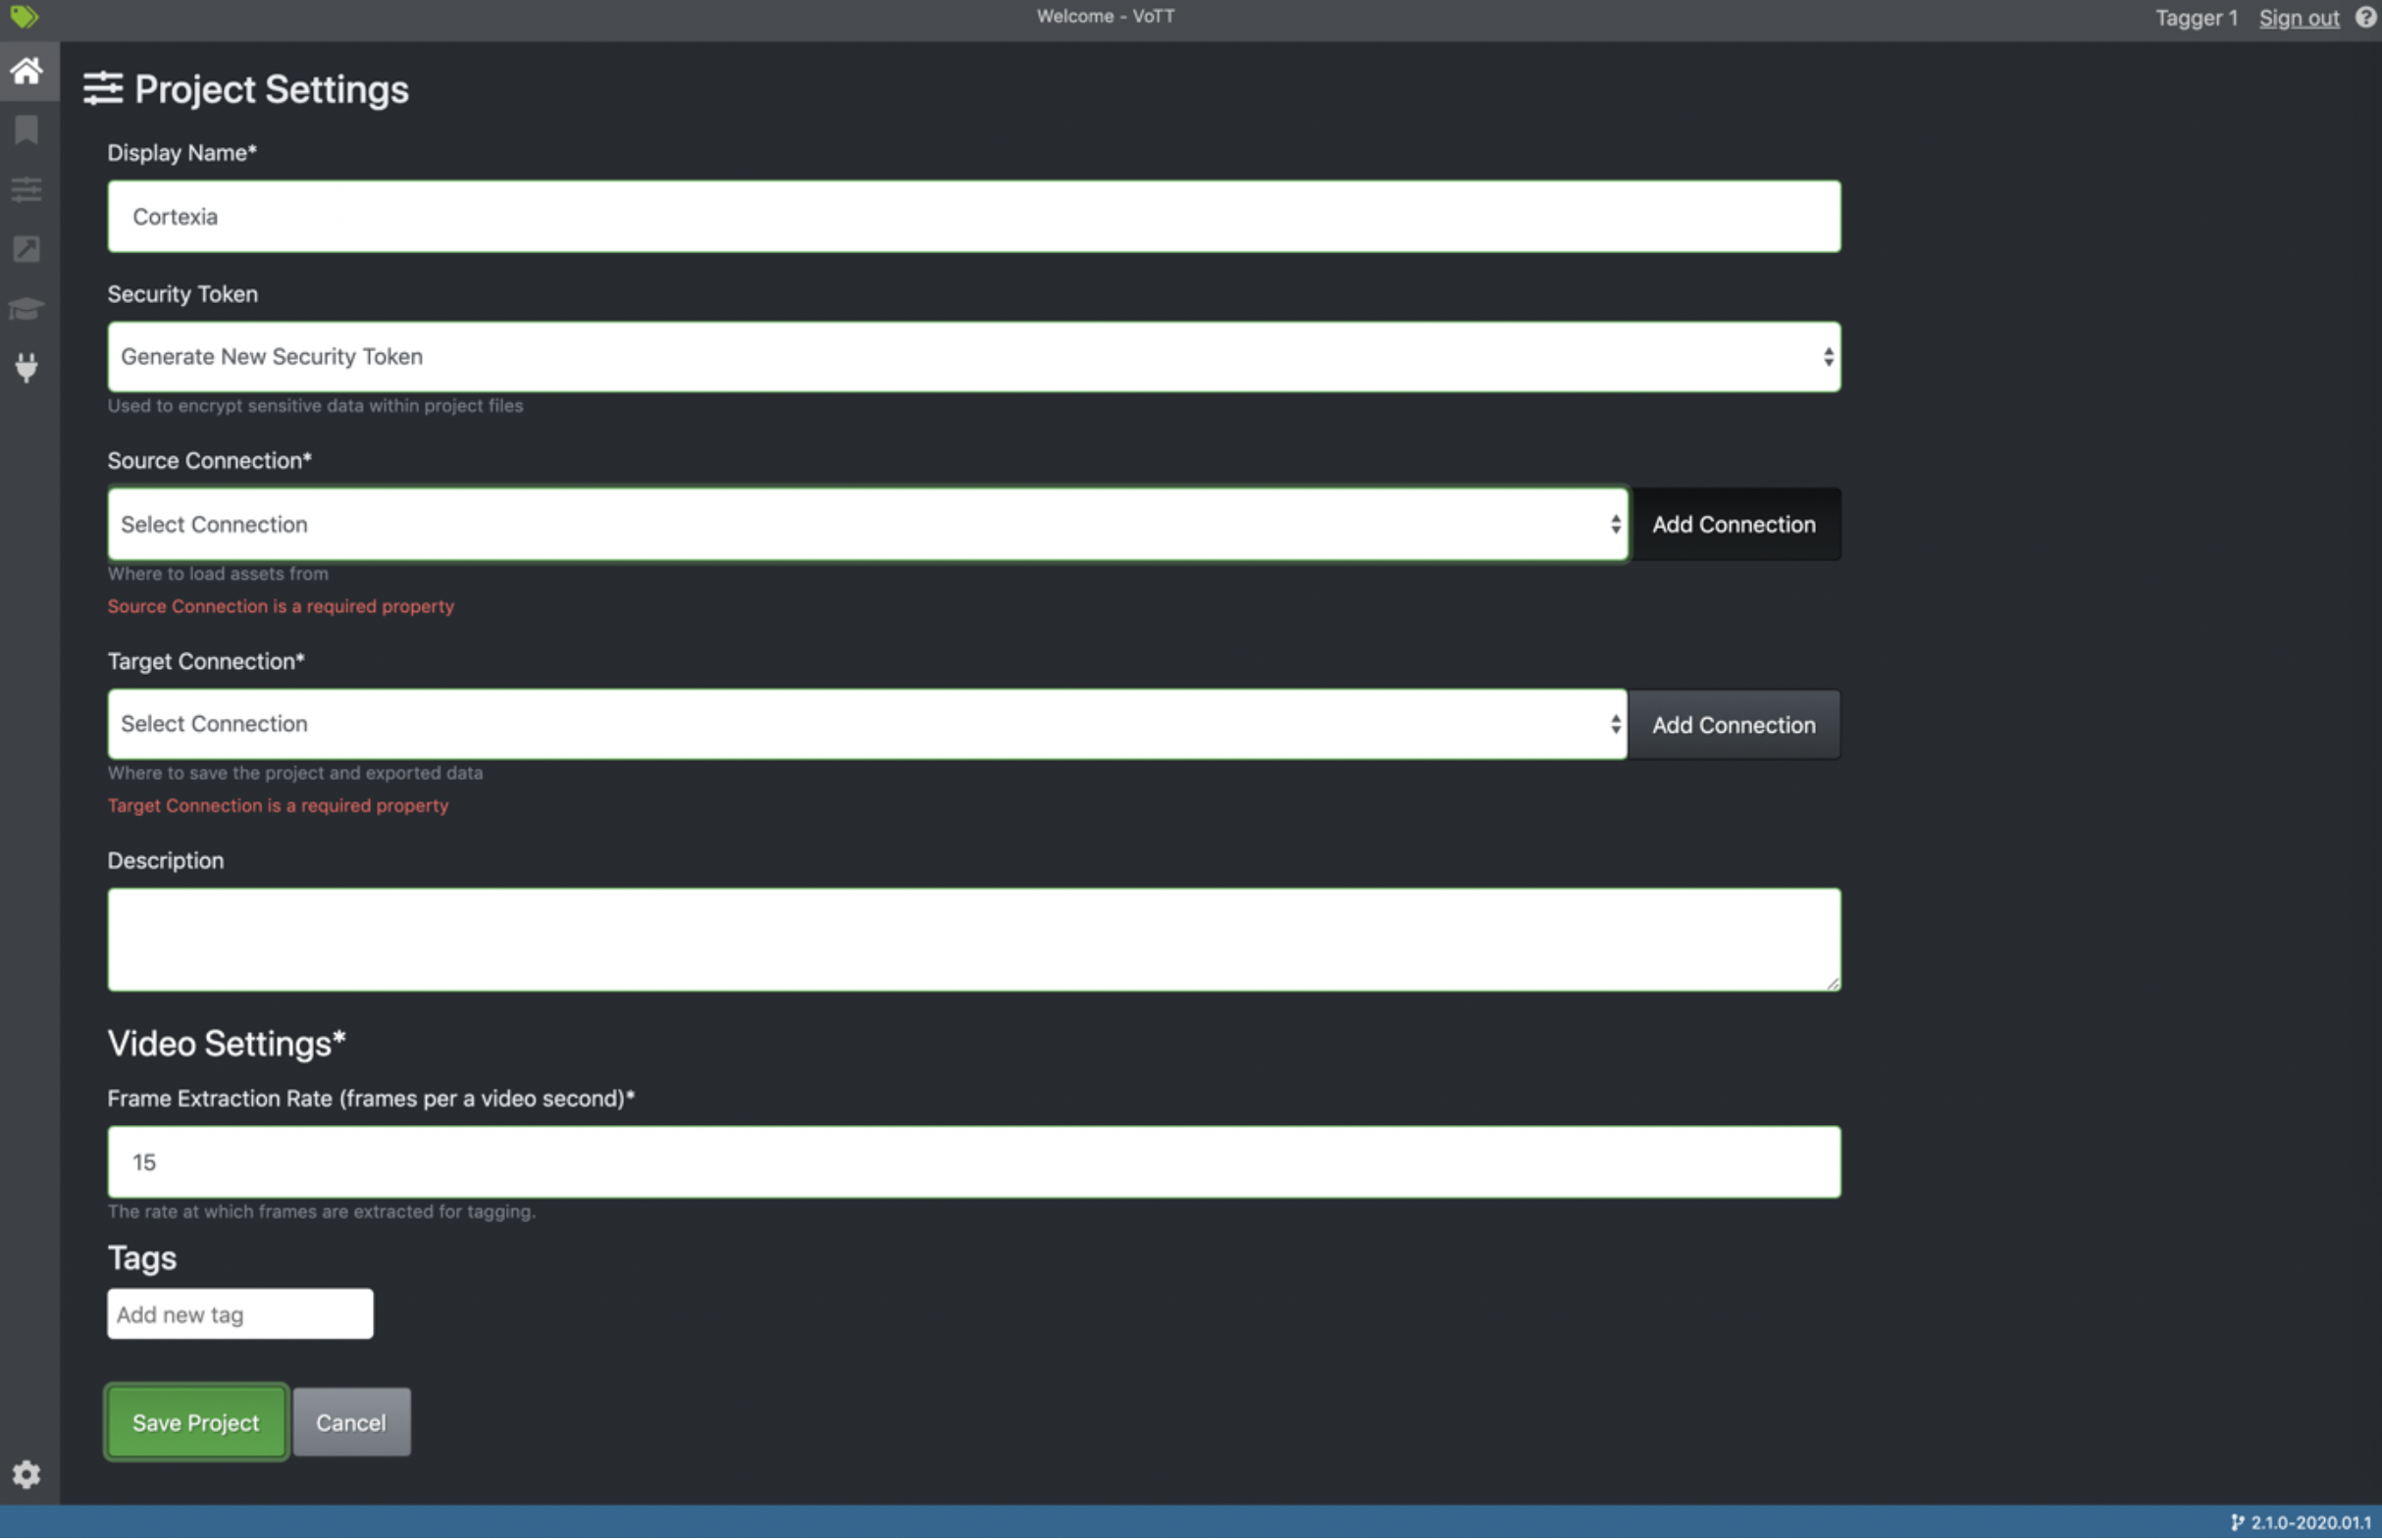 Welcome - VoTT
Tagger 1 Sign out
Project Settings
Display Name*
Cortexia
Security Token
Generate New Security Token
Used to encrypt sensitive data within project files
Source Connection*
Select Connection Add Connection
Where to load assets from
Source Connection is a required property
Target Connection*
Select Connection Add Connection
Where to save the project and exported data
Target Connection is a required property
Description
Video Settings*
Frame Extraction Rate (frames per a video second)*
15
The rate at which frames are extracted for tagging.
Tags
Add new tag
Save Project Cancel
2.1.0-2020.01.1